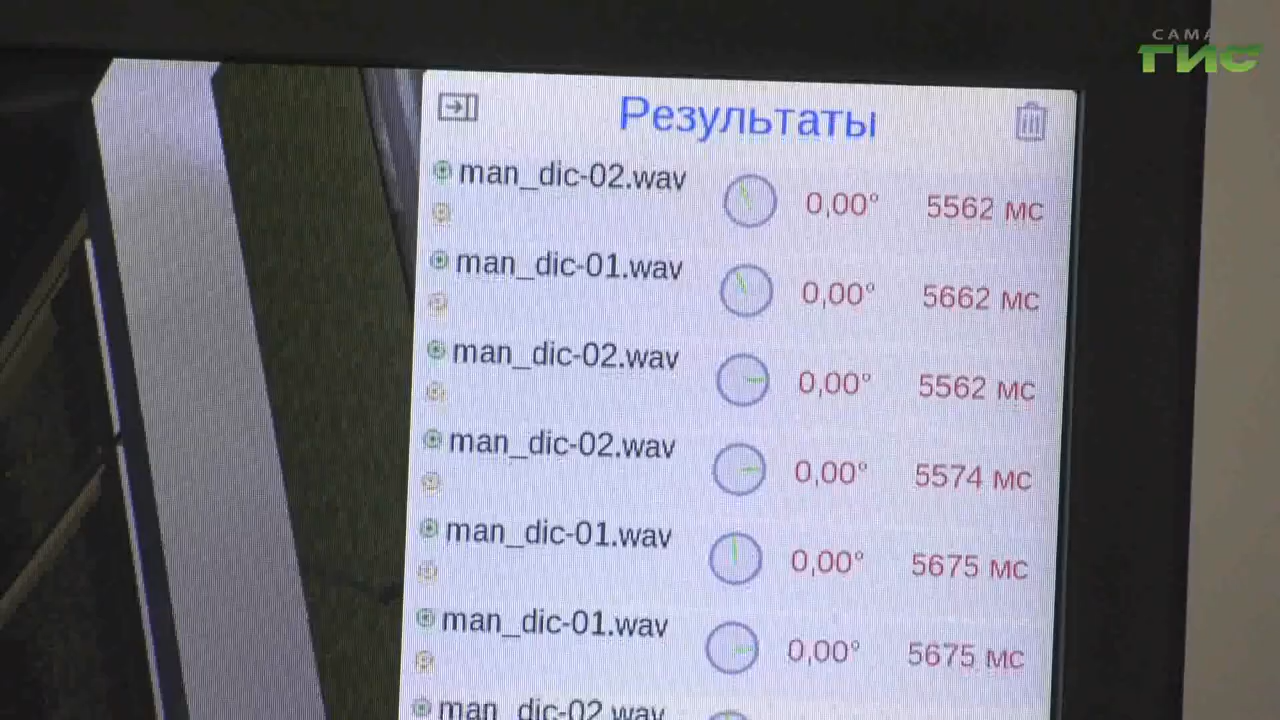 САМА
ГИС
Результаты
man_dic-02.wav 0,00° 5562 мс
man_dic-01.wav 0,00° 5662 мс
man_dic-02.wav 0,00° 5562 мс
man_dic-02.wav 0,00° 5574 мс
man_dic-01.wav 0,00° 5675 мс
man_dic-01.wav 0,00° 5675 мс
man_dic-02.wav